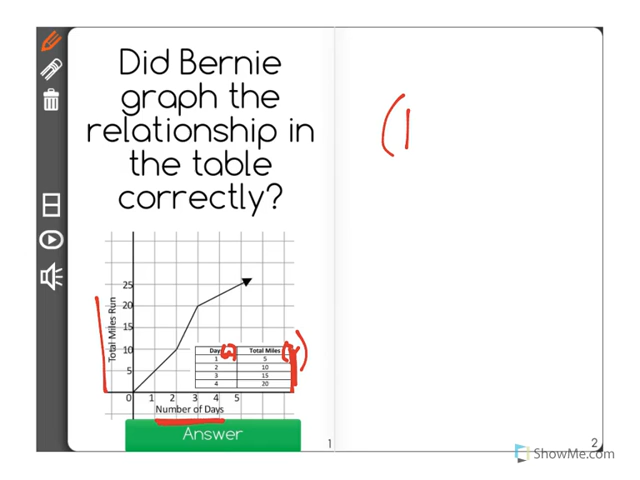 Did Bernie
graph the
relationship in
the table
correctly?
25
20
15
10
5
0 1 2 3 4 5
Total Miles Run
Number of Days
Days Total Miles
1 5
2 10
3 15
4 20
Answer
1
(1
2
ShowMe.com